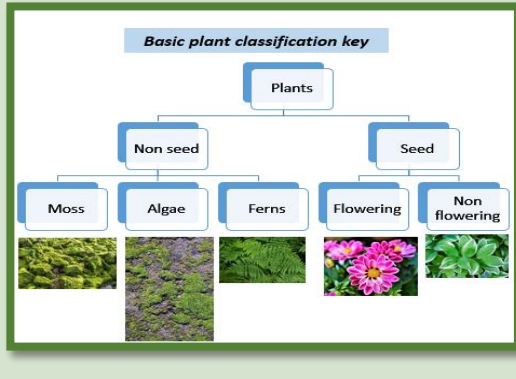 Basic plant classification key
Plants
Non seed
Seed
Moss
Algae
Ferns
Flowering
Non
flowering